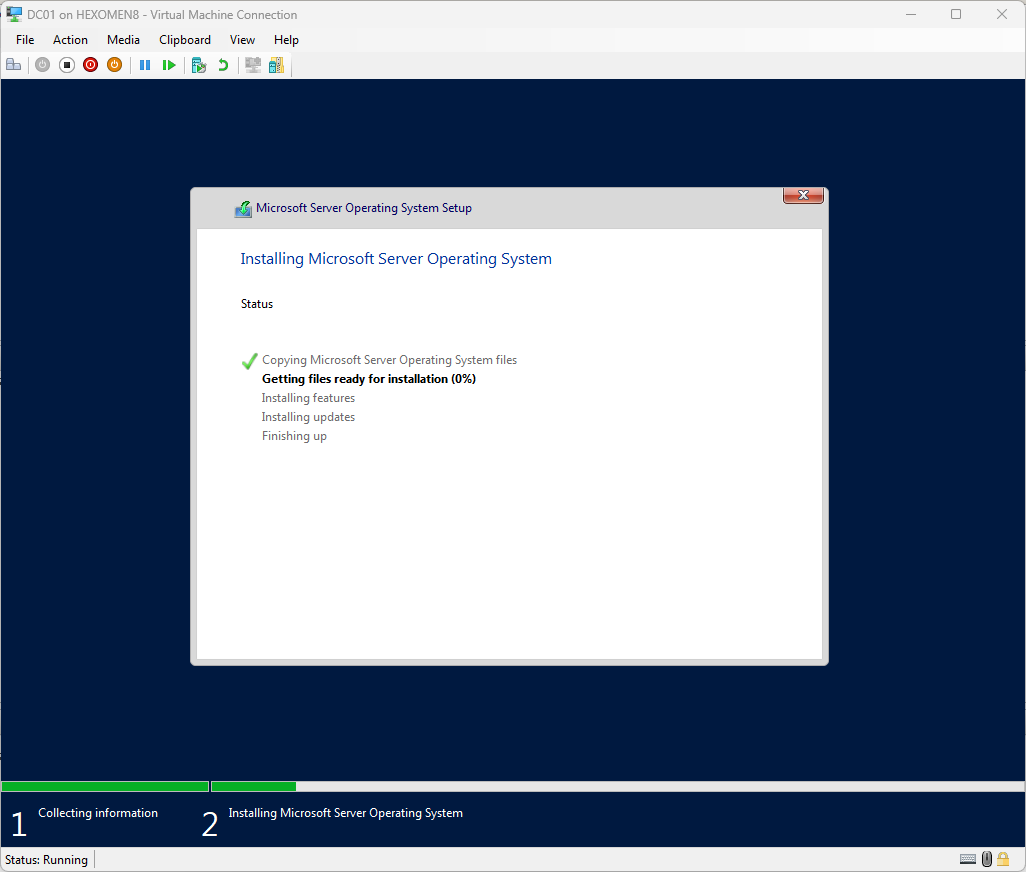 DC01 on HEXOMEN8 - Virtual Machine Connection
File Action Media Clipboard View Help
Microsoft Server Operating System Setup
Installing Microsoft Server Operating System
Status
Copying Microsoft Server Operating System files
Getting files ready for installation (0%)
Installing features
Installing updates
Finishing up
1 Collecting information 2 Installing Microsoft Server Operating System
Status: Running